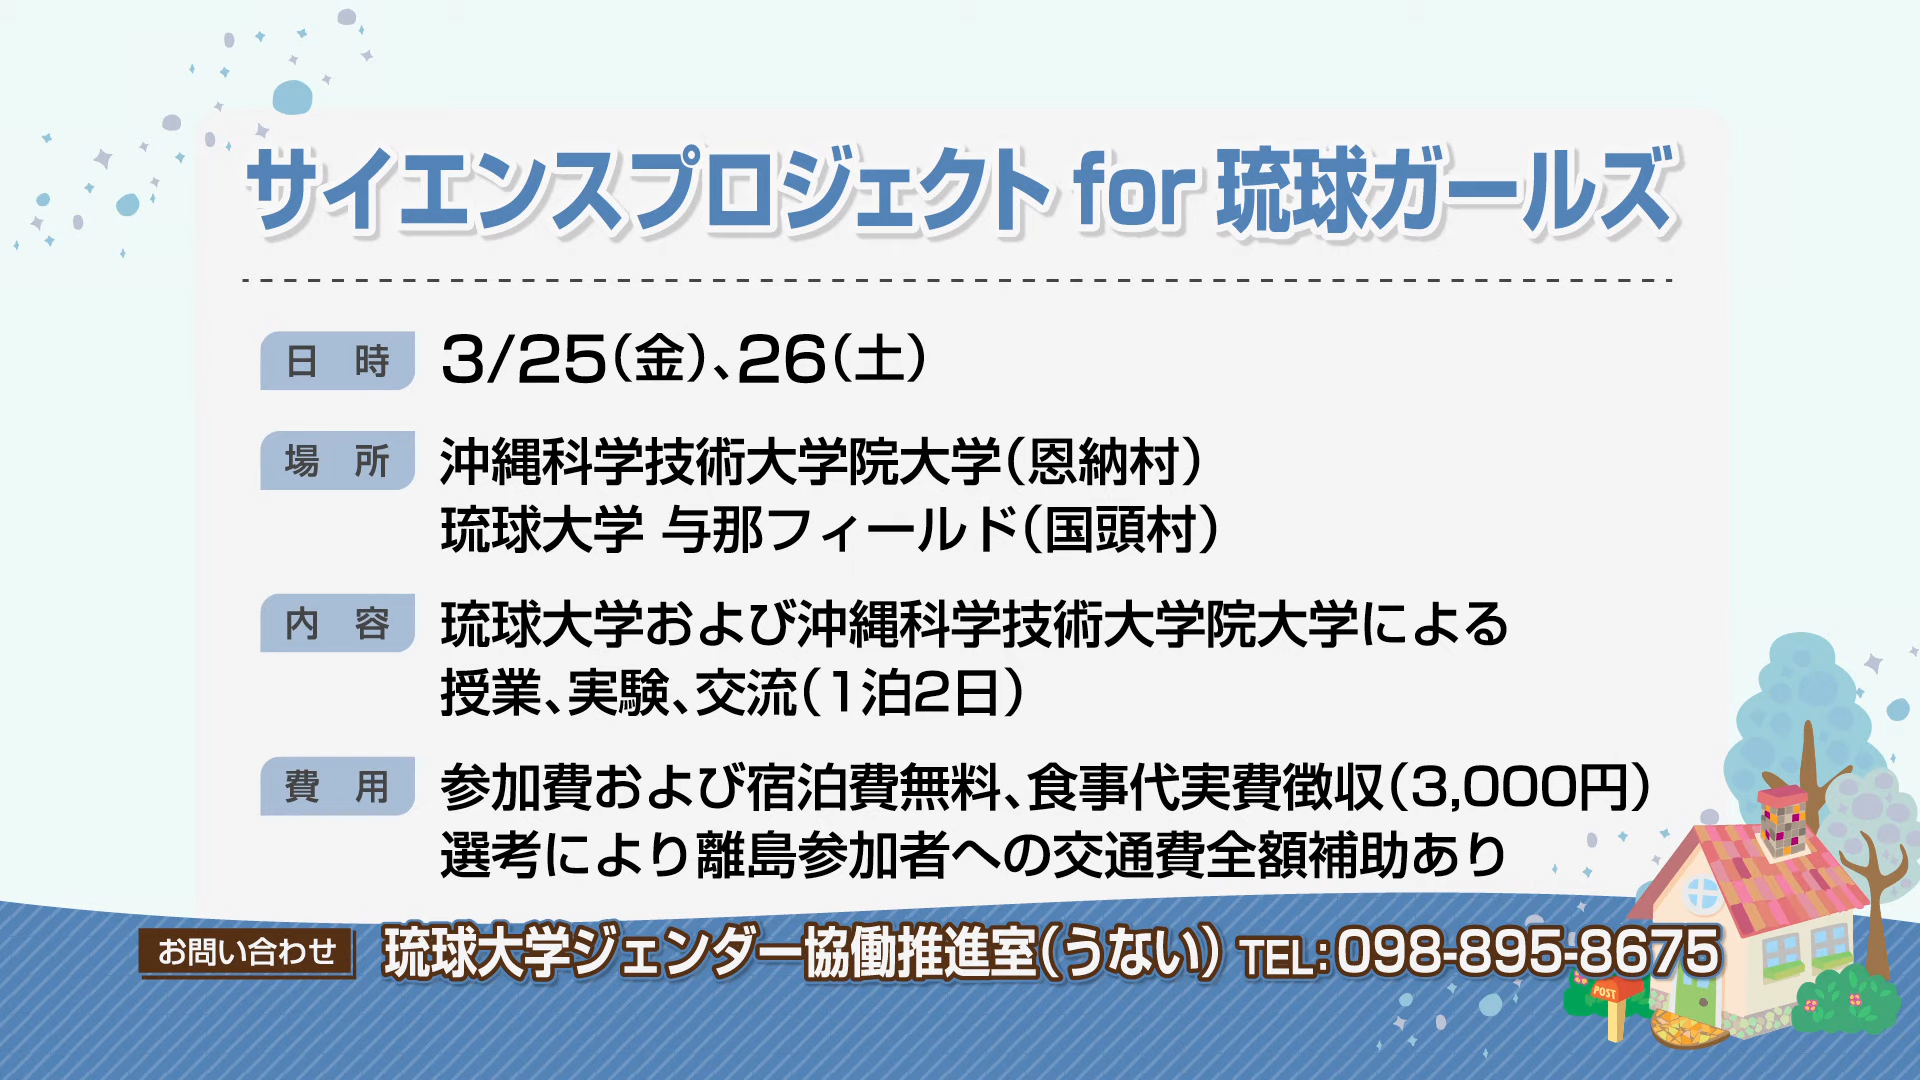 サイエンスプロジェクト for 琉球ガールズ
日 時
3/25(金)、26(土)
場 所
沖縄科学技術大学院大学(恩納村)
琉球大学 与那フィールド(国頭村)
内 容
琉球大学および沖縄科学技術大学院大学による
授業、実験、交流(1泊2日)
費 用
参加費および宿泊費無料、食事代実費徴収(3,000円)
選考により離島参加者への交通費全額補助あり
お問い合わせ
琉球大学ジェンダー協働推進室(うない) TEL:098-895-8675
POST